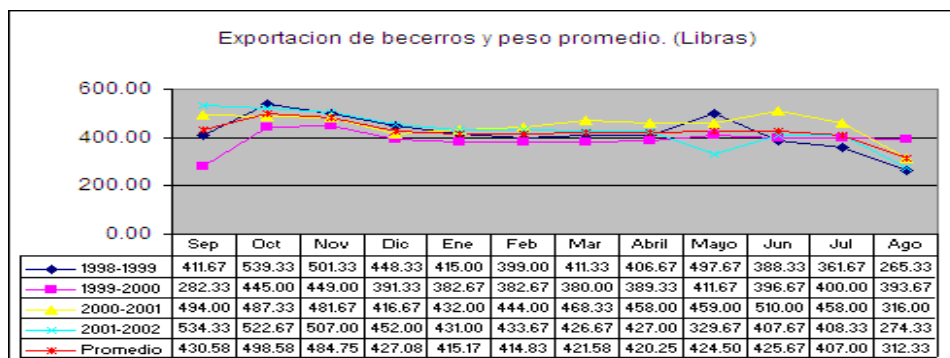 Exportacion de becerros y peso promedio. (Libras)
600.00
400.00
200.00
0.00
Sep Oct Nov Dic Ene Feb Mar Abril Mayo Jun Jul Ago
1998-1999 411.67 539.33 501.33 448.33 415.00 399.00 411.33 406.67 497.67 388.33 361.67 265.33
1999-2000 282.33 445.00 449.00 391.33 382.67 382.67 380.00 389.33 411.67 396.67 400.00 393.67
2000-2001 494.00 487.33 481.67 416.67 432.00 444.00 468.33 458.00 459.00 510.00 458.00 316.00
2001-2002 534.33 522.67 507.00 452.00 431.00 433.67 426.67 427.00 329.67 407.67 408.33 274.33
Promedio 430.58 498.58 484.75 427.08 415.17 414.83 421.58 420.25 424.50 425.67 407.00 312.33